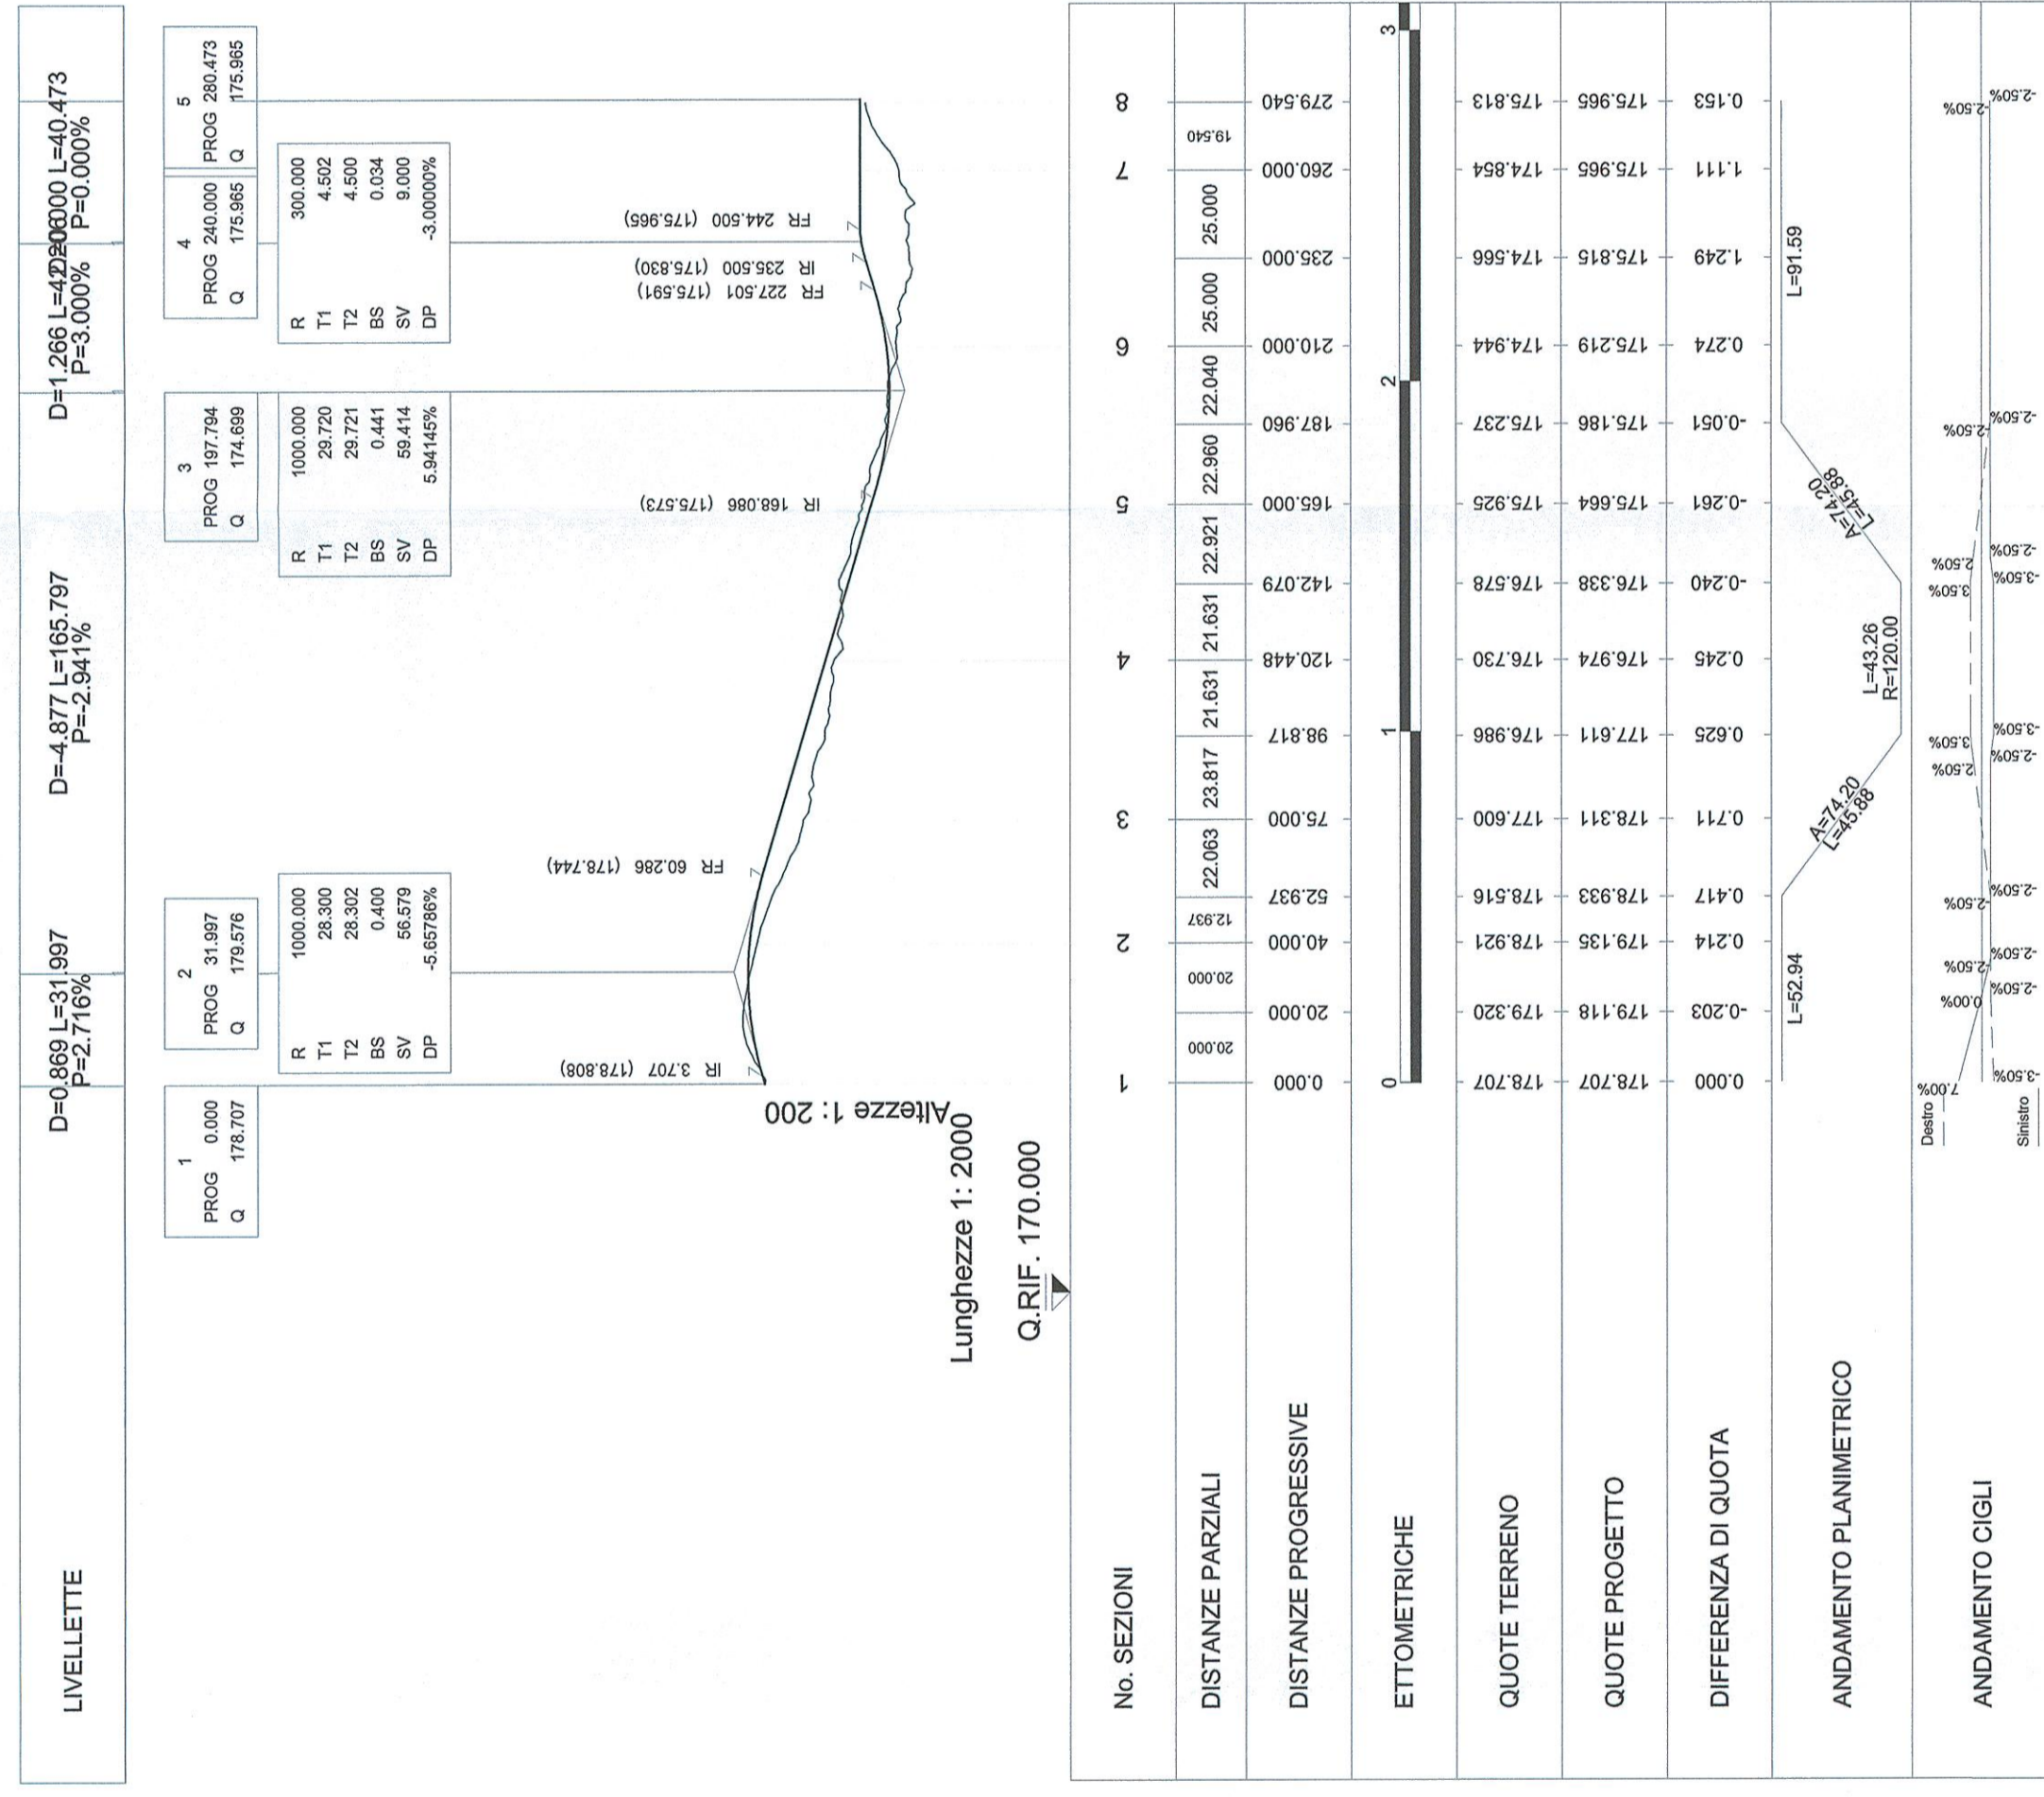 LIVELLETTE
D=0.869 L=31.997
P=2.716%
D=-4.877 L=165.797
P=-2.941%
D=1.266 L=42.206
P=3.000%
D=0.000 L=40.473
P=0.000%
1
PROG 0.000
Q 178.707
2
PROG 31.997
Q 179.576
3
PROG 197.794
Q 174.699
4
PROG 240.000
Q 175.965
5
PROG 280.473
Q 175.965
R 1000.000
T1 28.300
T2 28.302
BS 0.400
SV 56.579
DP -5.65786%
R 1000.000
T1 29.720
T2 29.721
BS 0.441
SV 59.414
DP 5.94145%
R 300.000
T1 4.502
T2 4.500
BS 0.034
SV 9.000
DP -3.00000%
IR 3.707 (178.808)
FR 60.286 (178.744)
IR 168.086 (175.573)
FR 227.501 (175.591)
IR 235.500 (175.830)
FR 244.500 (175.965)
Altezze 1: 200
Lunghezze 1: 2000
Q.RIF. 170.000
No. SEZIONI 1 2 3 4 5 6 7 8
DISTANZE PARZIALI 20.000 20.000 12.937 22.063 23.817 21.631 21.631 22.921 22.960 22.040 25.000 25.000 19.540
DISTANZE PROGRESSIVE 0.000 20.000 40.000 52.937 75.000 98.817 120.448 142.079 165.000 187.960 210.000 235.000 260.000 279.540
ETTOMETRICHE 0 1 2 3
QUOTE TERRENO 178.707 179.320 178.921 178.516 177.600 176.986 176.730 176.578 175.925 175.237 174.944 174.566 174.854 175.813
QUOTE PROGETTO 178.707 179.118 179.135 178.933 178.311 177.611 176.974 176.338 175.664 175.186 175.219 175.815 175.965 175.965
DIFFERENZA DI QUOTA 0.000 -0.203 0.214 0.417 0.711 0.625 0.245 -0.240 -0.261 -0.051 0.274 1.249 1.111 0.153
ANDAMENTO PLANIMETRICO
L=52.94
A=74.20
L=45.88
L=43.26
R=120.00
A=74.20
L=45.88
L=91.59
ANDAMENTO CIGLI
Destro
7.00% 0.00% -2.50% -2.50% 2.50% 3.50% 3.50% 2.50% -2.50% -2.50%
Sinistro
-3.50% -2.50% -2.50% -2.50% -2.50% -3.50% -3.50% -2.50% -2.50% -2.50%